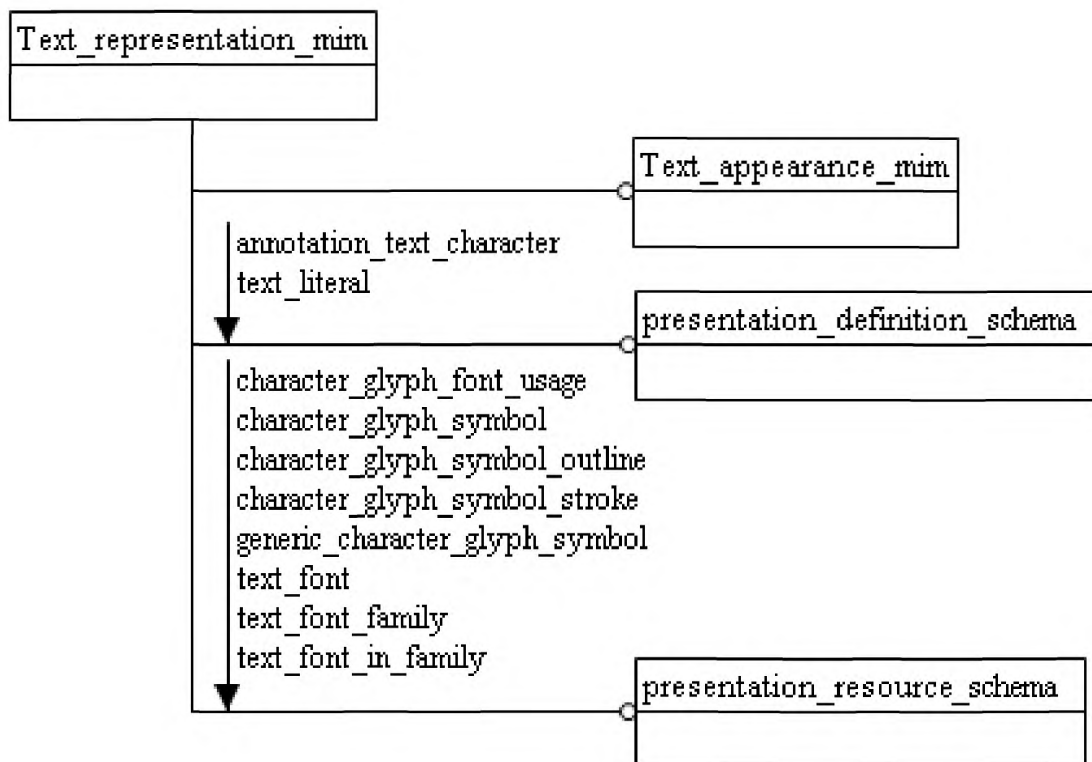 Text_representation_mim
Text_appearance_mim
annotation_text_character
text_literal
presentation_definition_schema
character_glyph_font_usage
character_glyph_symbol
character_glyph_symbol_outline
character_glyph_symbol_stroke
generic_character_glyph_symbol
text_font
text_font_family
text_font_in_family
presentation_resource_schema